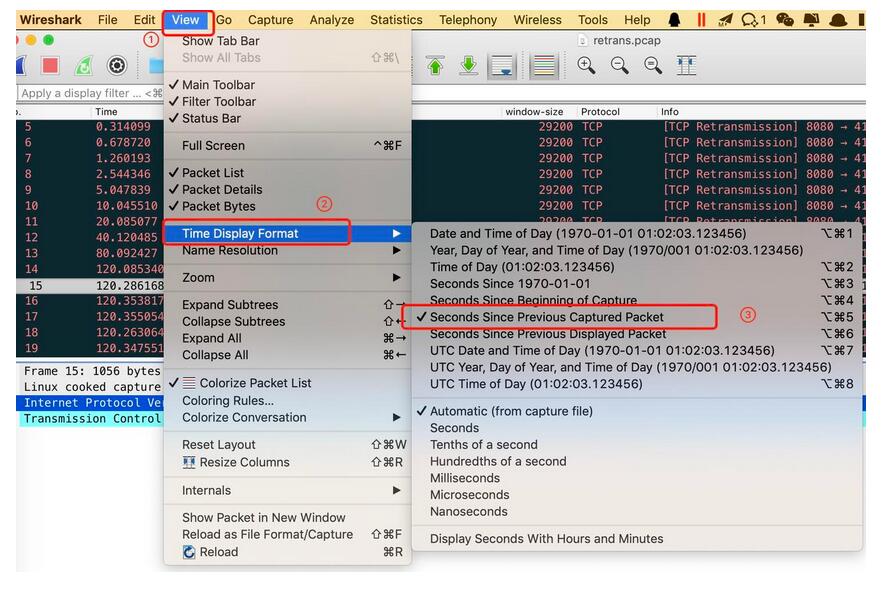 Wireshark File Edit View Go Capture Analyze Statistics Telephony Wireless Tools Help 1
①
Show Tab Bar
Show All Tabs ⇧⌘\
retrans.pcap
Apply a display filter ... <⌘
✓ Main Toolbar
✓ Filter Toolbar
✓ Status Bar
Full Screen ^⌘F
✓ Packet List
✓ Packet Details
✓ Packet Bytes
②
Time Display Format ▶
Name Resolution ▶
Zoom ▶
Expand Subtrees ⇧→
Collapse Subtrees ⇧←
Expand All ⌘→
Collapse All ⌘←
✓ Colorize Packet List
Coloring Rules...
Colorize Conversation ▶
Reset Layout ⇧⌘W
Resize Columns ⇧⌘R
Internals ▶
Show Packet in New Window
Reload as File Format/Capture ⇧⌘F
Reload ⌘R
Time window-size Protocol Info
5 0.314099 29200 TCP [TCP Retransmission] 8080 → 41
6 0.678720 29200 TCP [TCP Retransmission] 8080 → 41
7 1.260193 29200 TCP [TCP Retransmission] 8080 → 41
8 2.544346 29200 TCP [TCP Retransmission] 8080 → 41
9 5.047839 29200 TCP [TCP Retransmission] 8080 → 41
10 10.045510 29200 TCP [TCP Retransmission] 8080 → 41
11 20.085077 29200 TCP [TCP Retransmission] 8080 → 41
12 40.120485
13 80.092427
14 120.085340
15 120.286168
16 120.353817
17 120.355054
18 120.263064
19 120.347551
Date and Time of Day (1970-01-01 01:02:03.123456) ⌥⌘1
Year, Day of Year, and Time of Day (1970/001 01:02:03.123456)
Time of Day (01:02:03.123456) ⌥⌘2
Seconds Since 1970-01-01 ⌥⌘3
Seconds Since Beginning of Capture ⌥⌘4
✓ Seconds Since Previous Captured Packet ⌥⌘5
③
Seconds Since Previous Displayed Packet ⌥⌘6
UTC Date and Time of Day (1970-01-01 01:02:03.123456) ⌥⌘7
UTC Year, Day of Year, and Time of Day (1970/001 01:02:03.123456)
UTC Time of Day (01:02:03.123456) ⌥⌘8
✓ Automatic (from capture file)
Seconds
Tenths of a second
Hundredths of a second
Milliseconds
Microseconds
Nanoseconds
Display Seconds With Hours and Minutes
Frame 15: 1056 bytes
Linux cooked capture
Internet Protocol Ve
Transmission Control